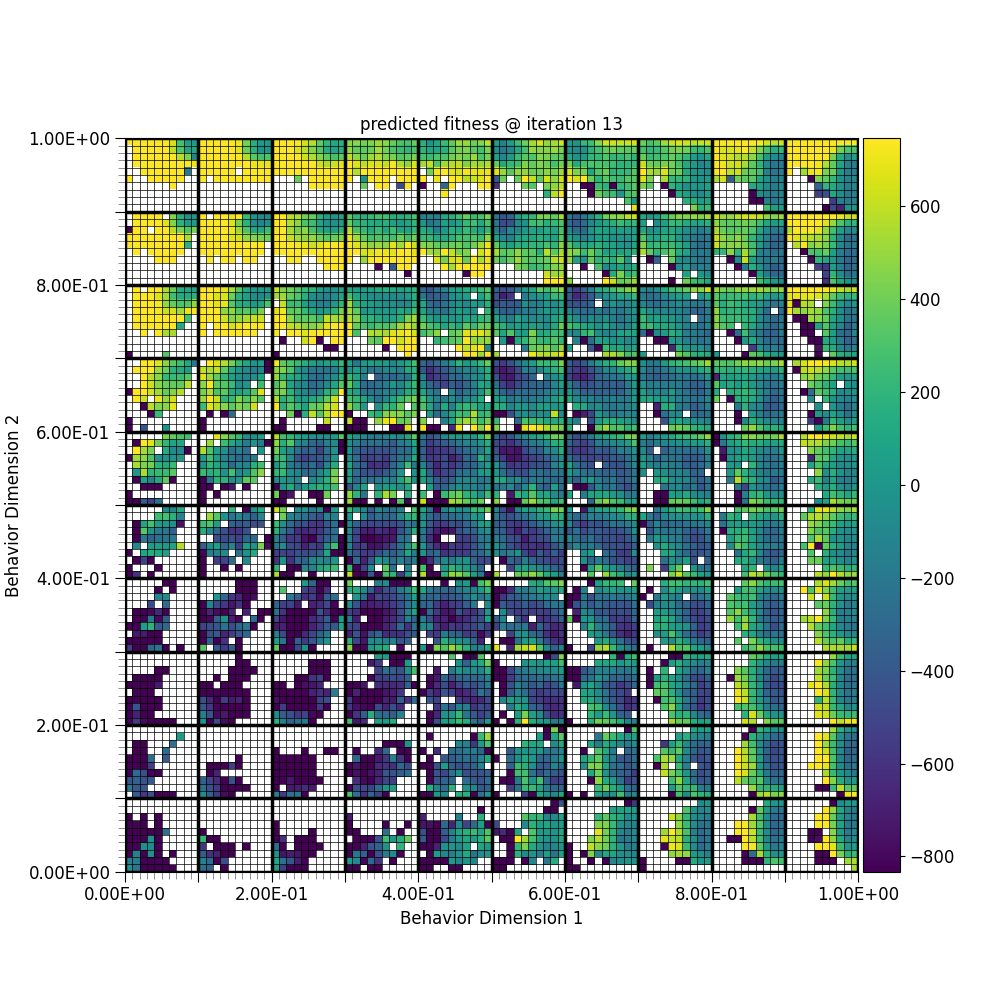 predicted fitness @ iteration 13
1.00E+00
8.00E-01
6.00E-01
4.00E-01
2.00E-01
0.00E+00
Behavior Dimension 2
0.00E+00 2.00E-01 4.00E-01 6.00E-01 8.00E-01 1.00E+00
Behavior Dimension 1
600
400
200
0
−200
−400
−600
−800